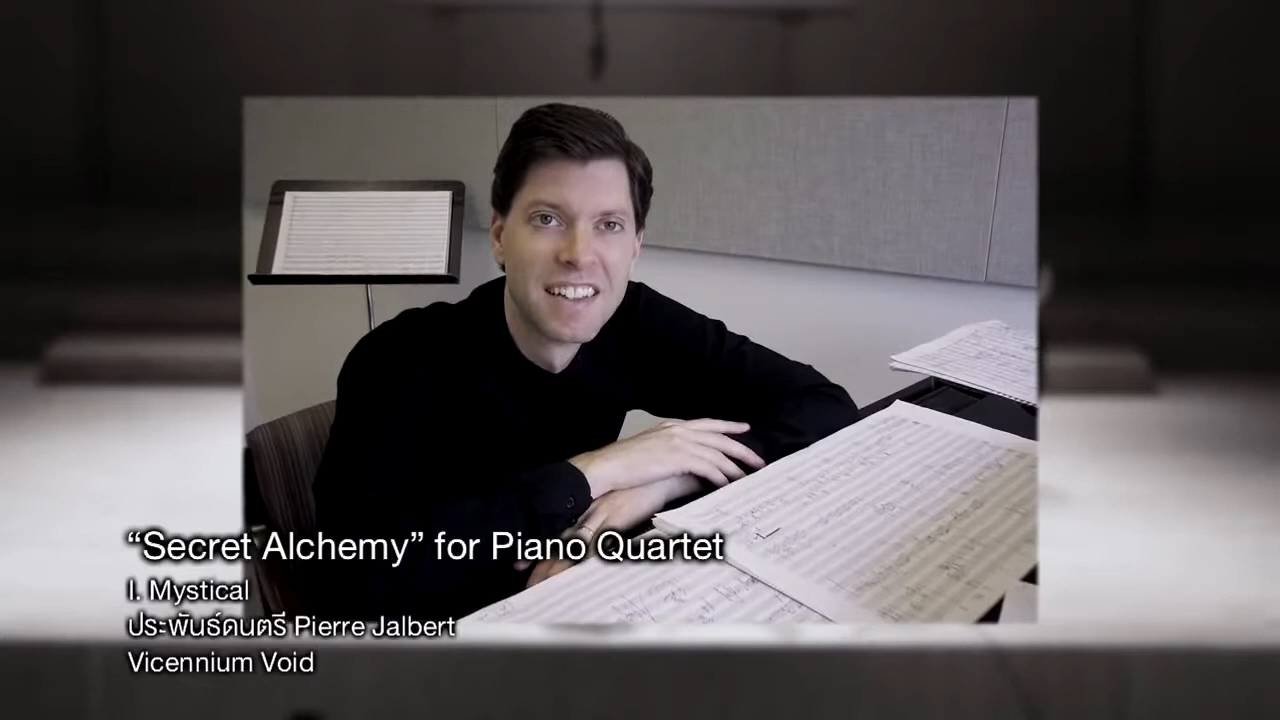 “Secret Alchemy” for Piano Quartet
I. Mystical
ประพันธ์ดนตรี Pierre Jalbert
Vicennium Void